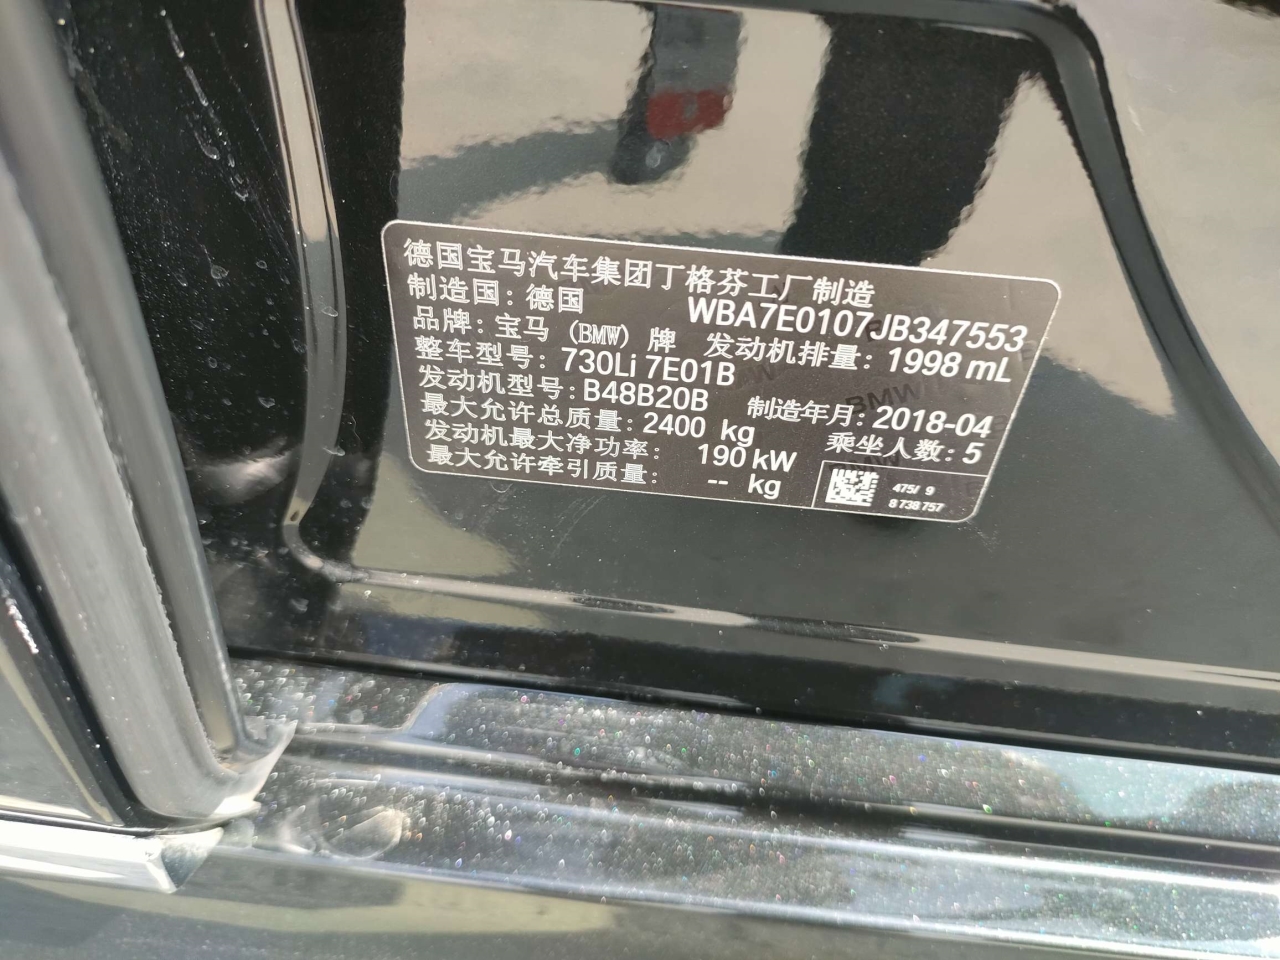 德国宝马汽车集团丁格芬工厂制造
制造国：德国 WBA7E0107JB347553
品牌：宝马 (BMW) 牌 发动机排量：1998 mL
整车型号：730Li 7E01B
发动机型号：B48B20B 制造年月：2018-04
最大允许总质量：2400 kg 乘坐人数：5
发动机最大净功率： 190 kW
最大允许牵引质量： -- kg
475/ 9
8 738 757